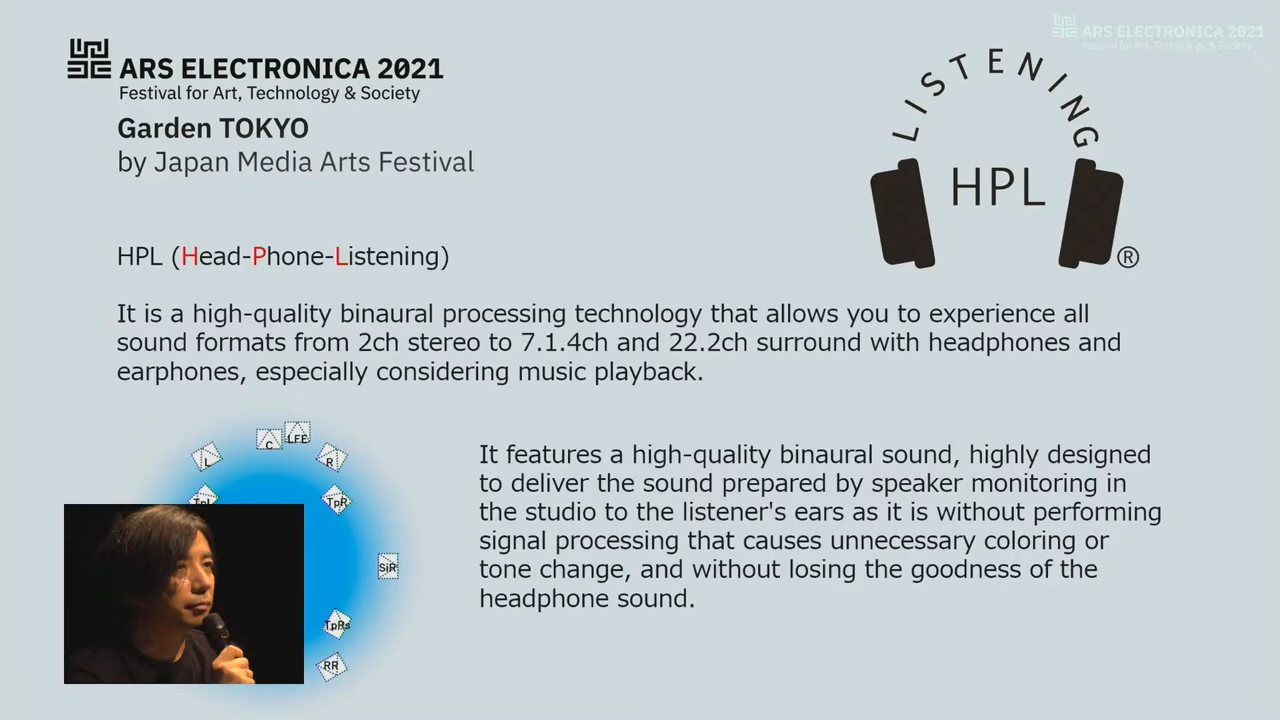 ARS ELECTRONICA 2021
Festival for Art, Technology & Society
Garden TOKYO
by Japan Media Arts Festival
ARS ELECTRONICA 2021
Festival for Art, Technology & Society
LISTENING
HPL
®
HPL (Head-Phone-Listening)
It is a high-quality binaural processing technology that allows you to experience all
sound formats from 2ch stereo to 7.1.4ch and 22.2ch surround with headphones and
earphones, especially considering music playback.
C
LFE
L
R
TpL
TpR
SiR
TpRs
RR
It features a high-quality binaural sound, highly designed
to deliver the sound prepared by speaker monitoring in
the studio to the listener's ears as it is without performing
signal processing that causes unnecessary coloring or
tone change, and without losing the goodness of the
headphone sound.